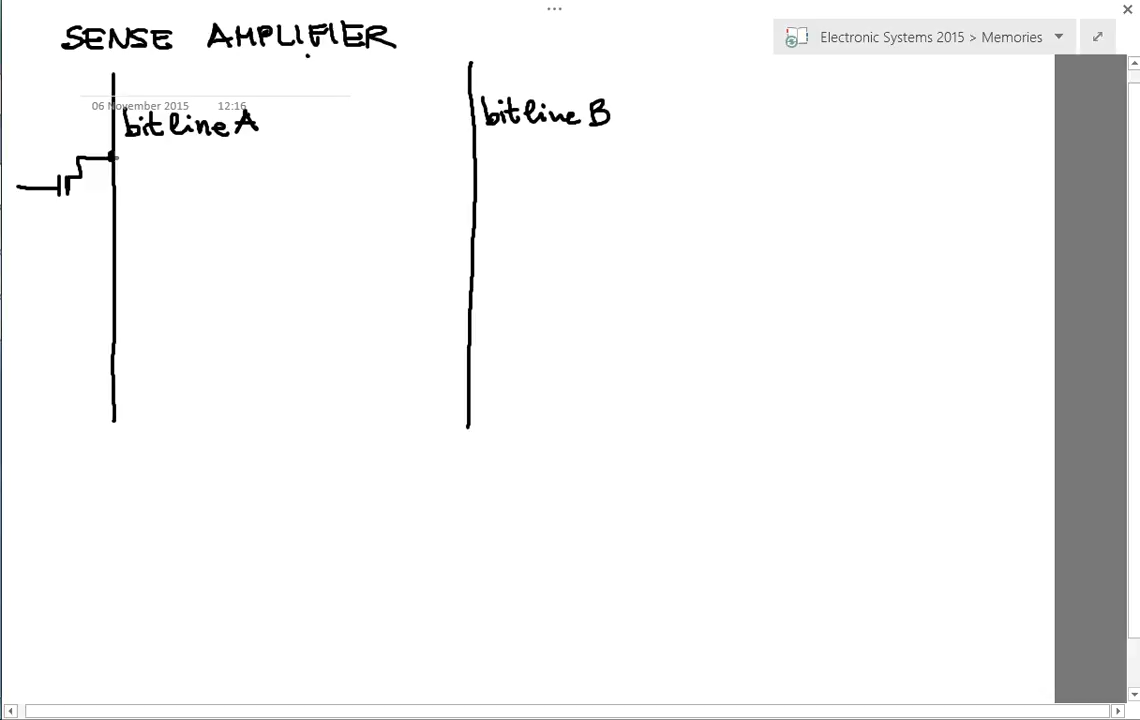 SENSE AMPLIFIER
Electronic Systems 2015 > Memories
06 November 2015 12:16
bitline A
bitline B